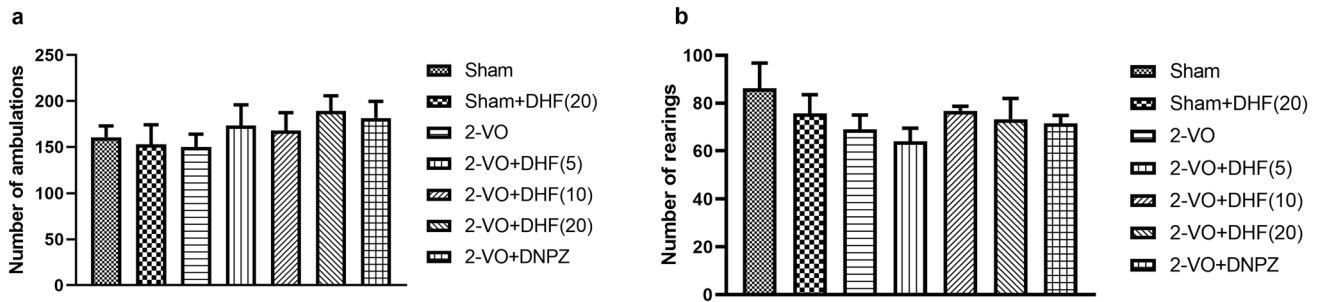 a
Number of ambulations
250
200
150
100
50
0
Sham
Sham+DHF(20)
2-VO
2-VO+DHF(5)
2-VO+DHF(10)
2-VO+DHF(20)
2-VO+DNPZ
b
Number of rearings
100
80
60
40
20
0
Sham
Sham+DHF(20)
2-VO
2-VO+DHF(5)
2-VO+DHF(10)
2-VO+DHF(20)
2-VO+DNPZ